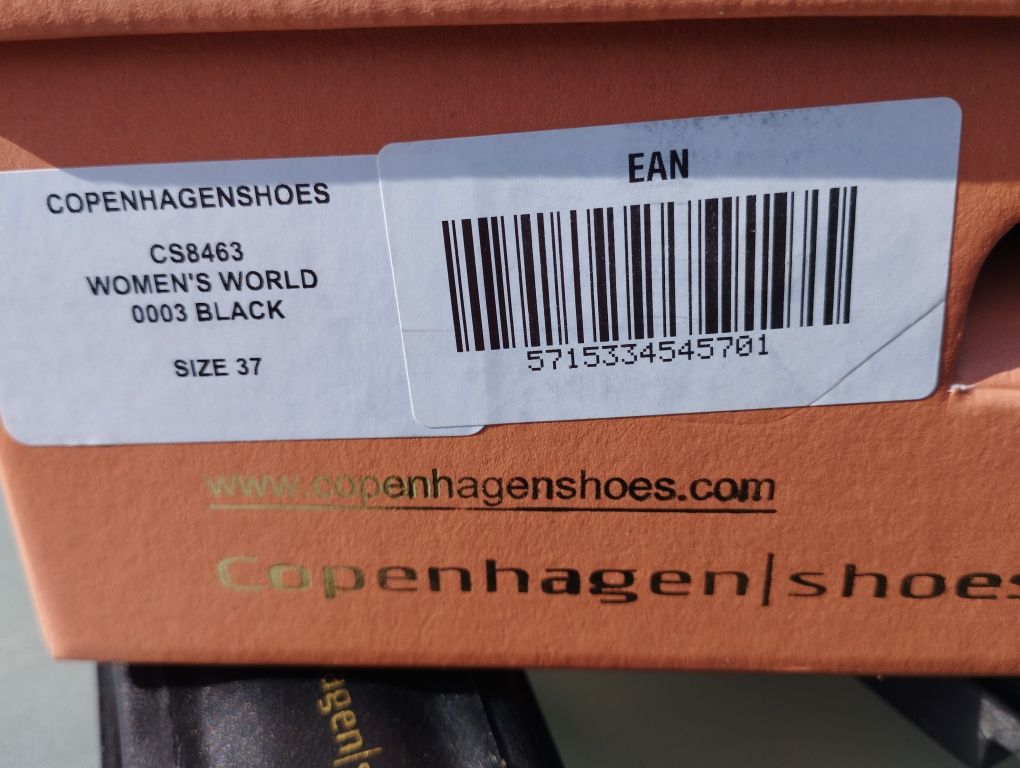 COPENHAGENSHOES
CS8463
WOMEN'S WORLD
0003 BLACK
SIZE 37
EAN
5715334545701
www.copenhagenshoes.com
Copenhagen|shoes